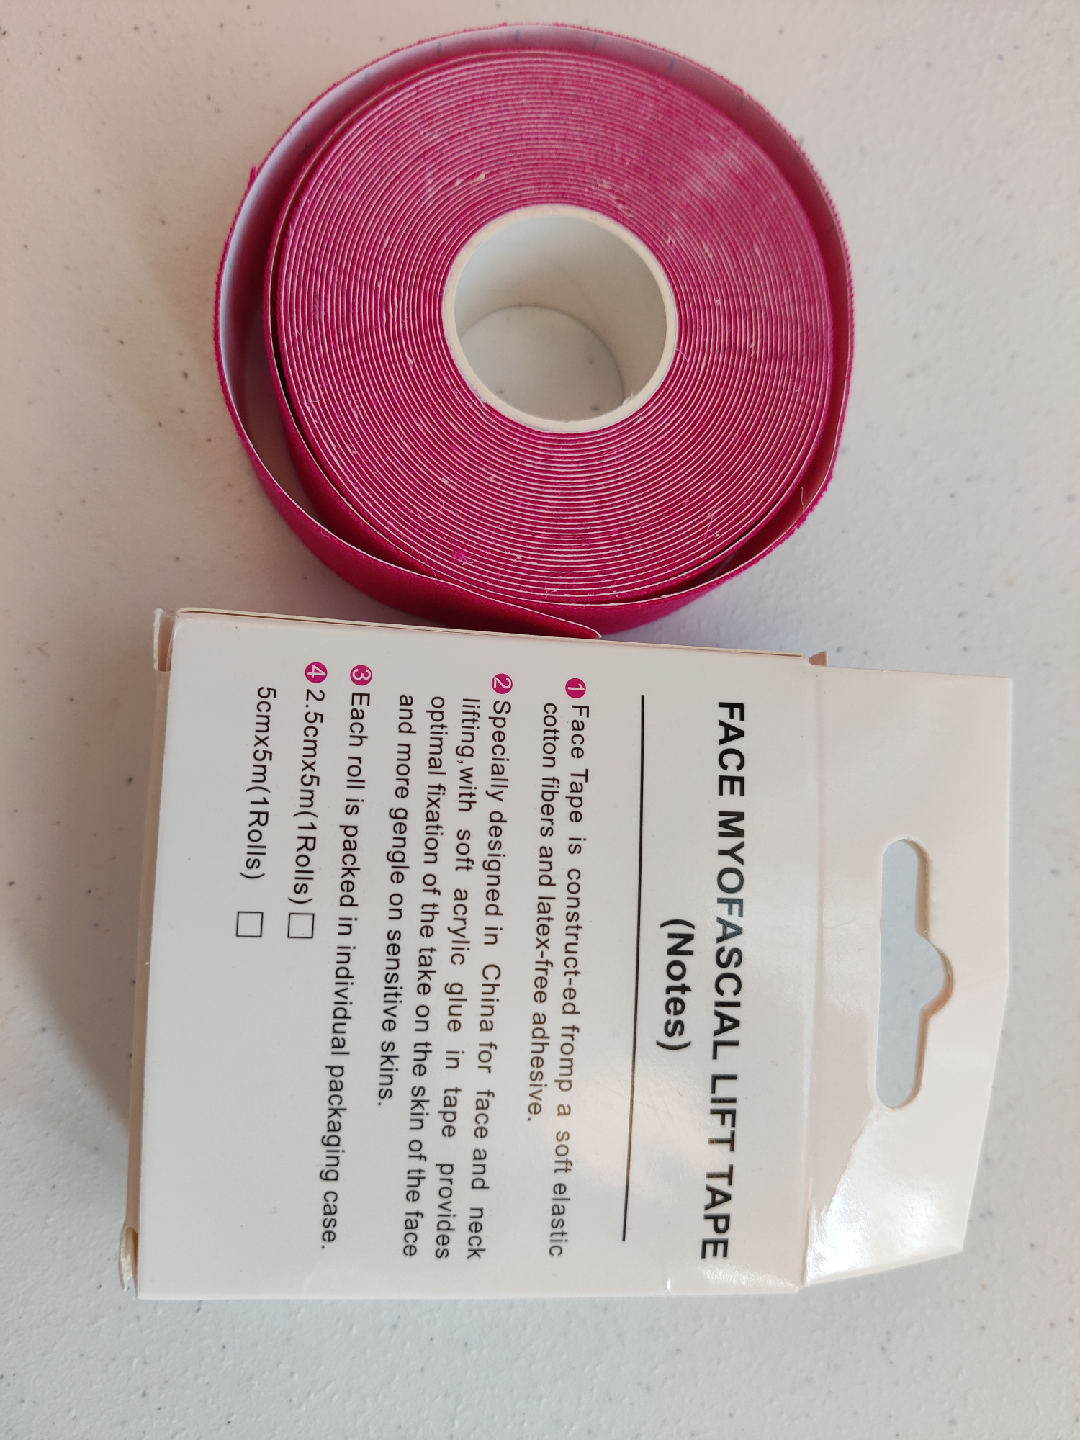 FACE MYOFASCIAL LIFT TAPE
(Notes)
1 Face Tape is construct-ed fromp a soft elastic
cotton fibers and latex-free adhesive.
2 Specially designed in China for face and neck
lifting,with soft acrylic glue in tape provides
optimal fixation of the take on the skin of the face
and more gengle on sensitive skins.
3 Each roll is packed in individual packaging case.
4 2.5cmx5m(1Rolls) □
5cmx5m(1Rolls) □